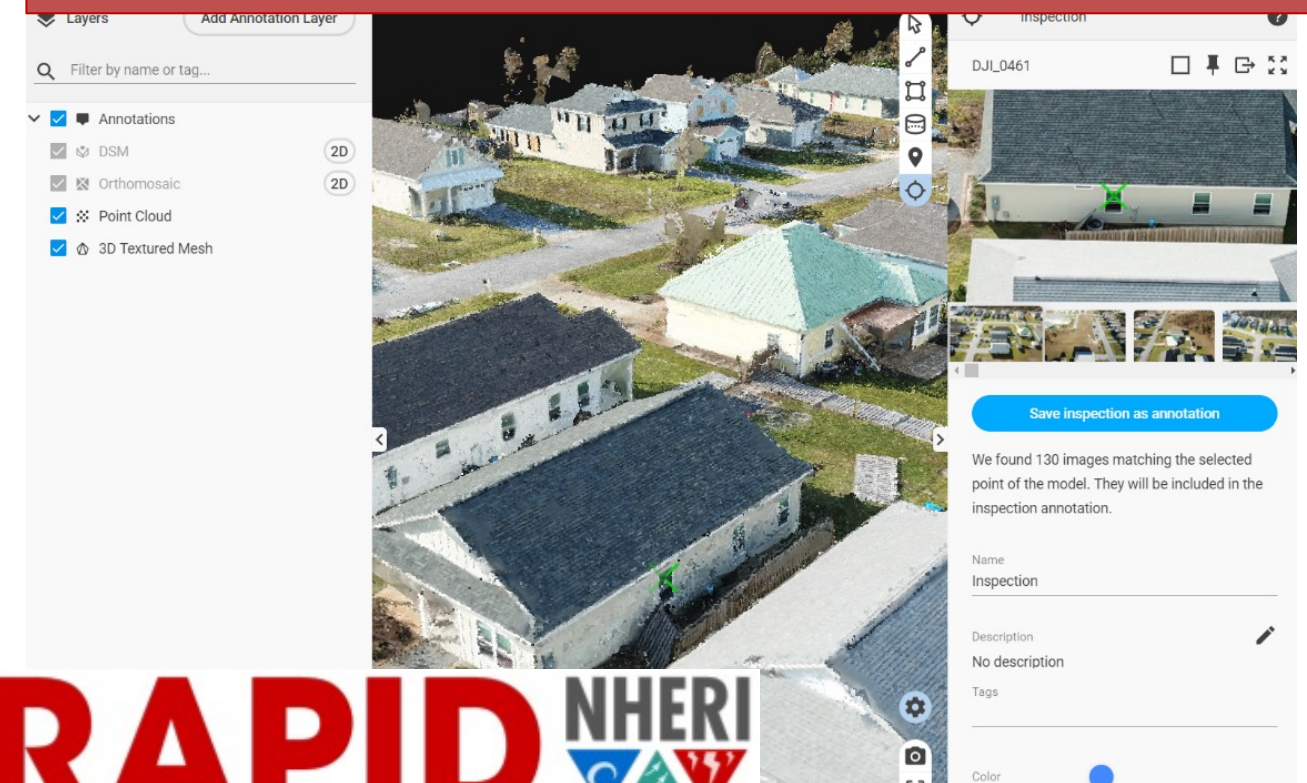 Layers
Add Annotation Layer
Filter by name or tag...
Annotations
DSM
2D
Orthomosaic
2D
Point Cloud
3D Textured Mesh
Inspection
?
DJI_0461
Save inspection as annotation
We found 130 images matching the selected
point of the model. They will be included in the
inspection annotation.
Name
Inspection
Description
No description
Tags
Color
RAPID
NHERI